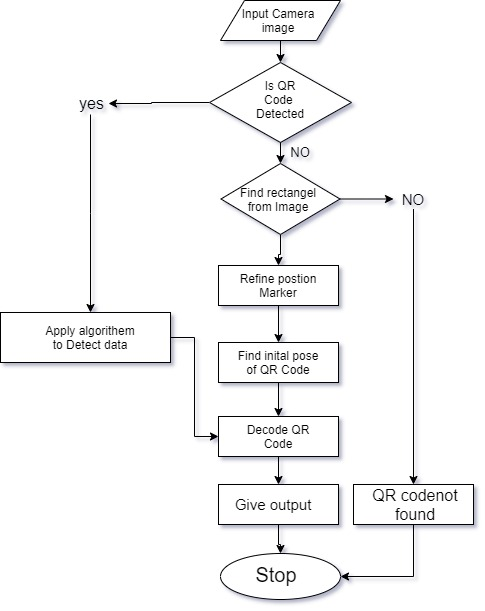 Input Camera
image
Is QR
Code
Detected
yes
NO
Find rectangel
from Image
NO
Refine postion
Marker
Apply algorithem
to Detect data
Find inital pose
of QR Code
Decode QR
Code
Give output
QR codenot
found
Stop